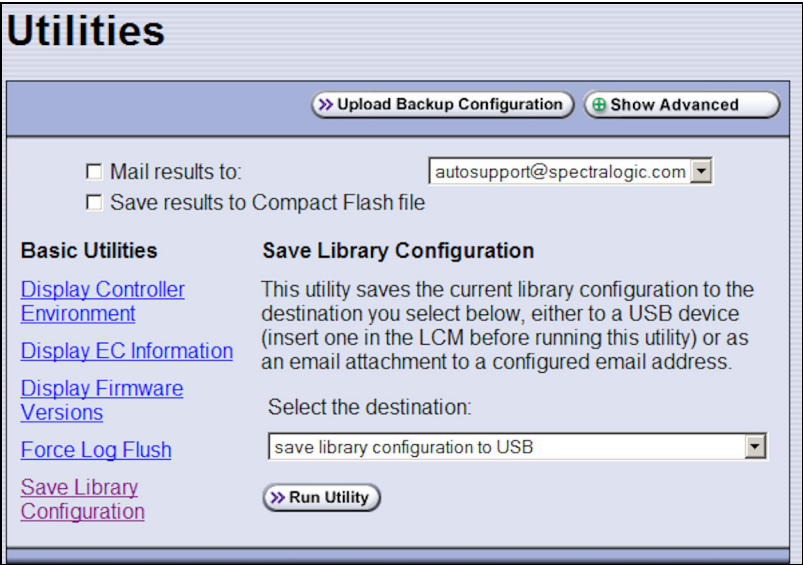 Utilities
Upload Backup Configuration
Show Advanced
Mail results to:
autosupport@spectralogic.com
Save results to Compact Flash file
Basic Utilities
Display Controller
Environment
Display EC Information
Display Firmware
Versions
Force Log Flush
Save Library
Configuration
Save Library Configuration
This utility saves the current library configuration to the
destination you select below, either to a USB device
(insert one in the LCM before running this utility) or as
an email attachment to a configured email address.
Select the destination:
save library configuration to USB
Run Utility